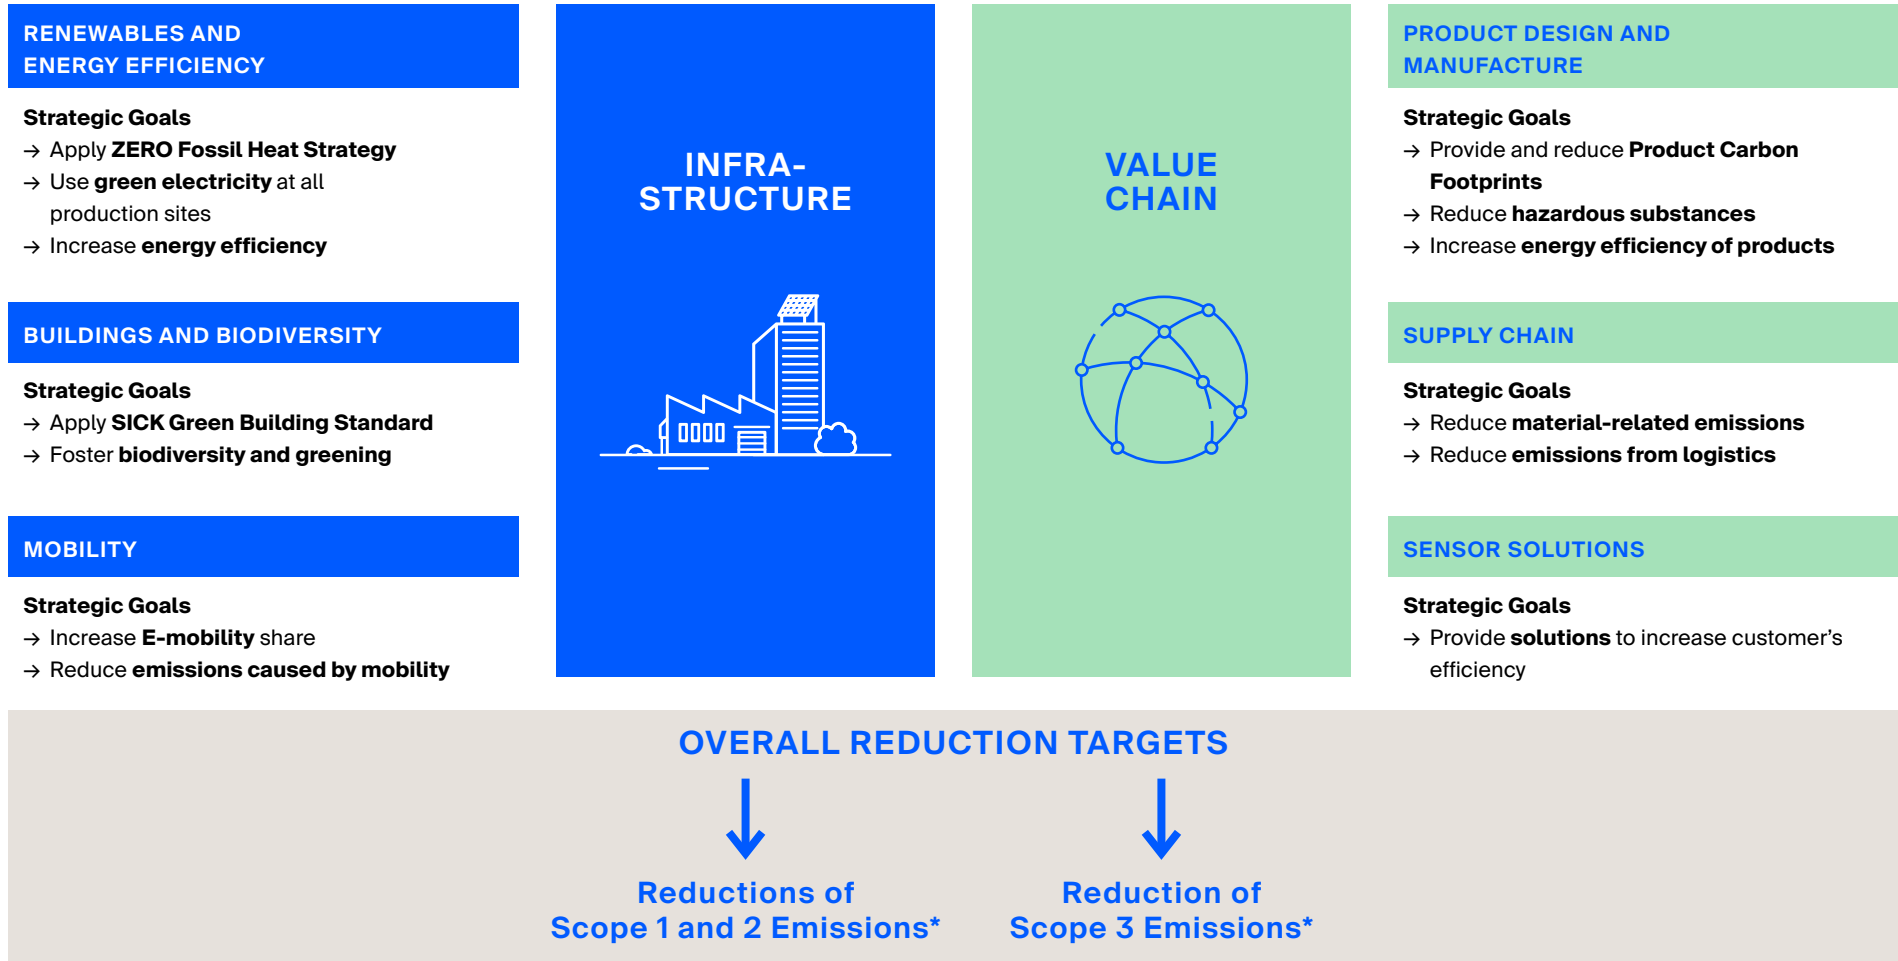 RENEWABLES AND
ENERGY EFFICIENCY
Strategic Goals
→ Apply ZERO Fossil Heat Strategy
→ Use green electricity at all
production sites
→ Increase energy efficiency
BUILDINGS AND BIODIVERSITY
Strategic Goals
→ Apply SICK Green Building Standard
→ Foster biodiversity and greening
MOBILITY
Strategic Goals
→ Increase E-mobility share
→ Reduce emissions caused by mobility
INFRA-
STRUCTURE
VALUE
CHAIN
PRODUCT DESIGN AND
MANUFACTURE
Strategic Goals
→ Provide and reduce Product Carbon
Footprints
→ Reduce hazardous substances
→ Increase energy efficiency of products
SUPPLY CHAIN
Strategic Goals
→ Reduce material-related emissions
→ Reduce emissions from logistics
SENSOR SOLUTIONS
Strategic Goals
→ Provide solutions to increase customer's
efficiency
OVERALL REDUCTION TARGETS
Reductions of
Scope 1 and 2 Emissions*
Reduction of
Scope 3 Emissions*